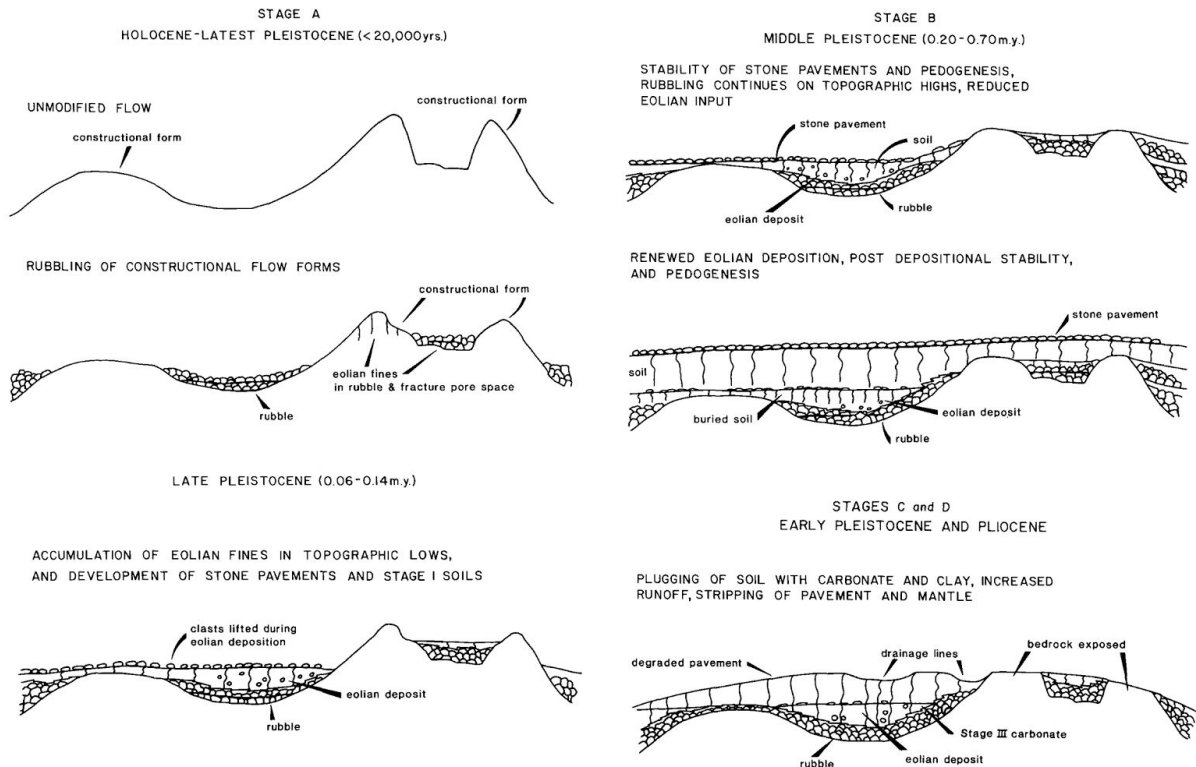 STAGE A
HOLOCENE-LATEST PLEISTOCENE (<20,000yrs.)
UNMODIFIED FLOW
constructional form
constructional form
RUBBLING OF CONSTRUCTIONAL FLOW FORMS
constructional form
eolian fines
in rubble & fracture pore space
rubble
LATE PLEISTOCENE (0.06-0.14m.y.)
ACCUMULATION OF EOLIAN FINES IN TOPOGRAPHIC LOWS,
AND DEVELOPMENT OF STONE PAVEMENTS AND STAGE I SOILS
clasts lifted during
eolian deposition
eolian deposit
rubble
STAGE B
MIDDLE PLEISTOCENE (0.20-0.70m.y.)
STABILITY OF STONE PAVEMENTS AND PEDOGENESIS,
RUBBLING CONTINUES ON TOPOGRAPHIC HIGHS, REDUCED
EOLIAN INPUT
stone pavement
soil
eolian deposit
rubble
RENEWED EOLIAN DEPOSITION, POST DEPOSITIONAL STABILITY,
AND PEDOGENESIS
stone pavement
soil
buried soil
eolian deposit
rubble
STAGES C and D
EARLY PLEISTOCENE AND PLIOCENE
PLUGGING OF SOIL WITH CARBONATE AND CLAY, INCREASED
RUNOFF, STRIPPING OF PAVEMENT AND MANTLE
degraded pavement
drainage lines
bedrock exposed
Stage III carbonate
eolian deposit
rubble